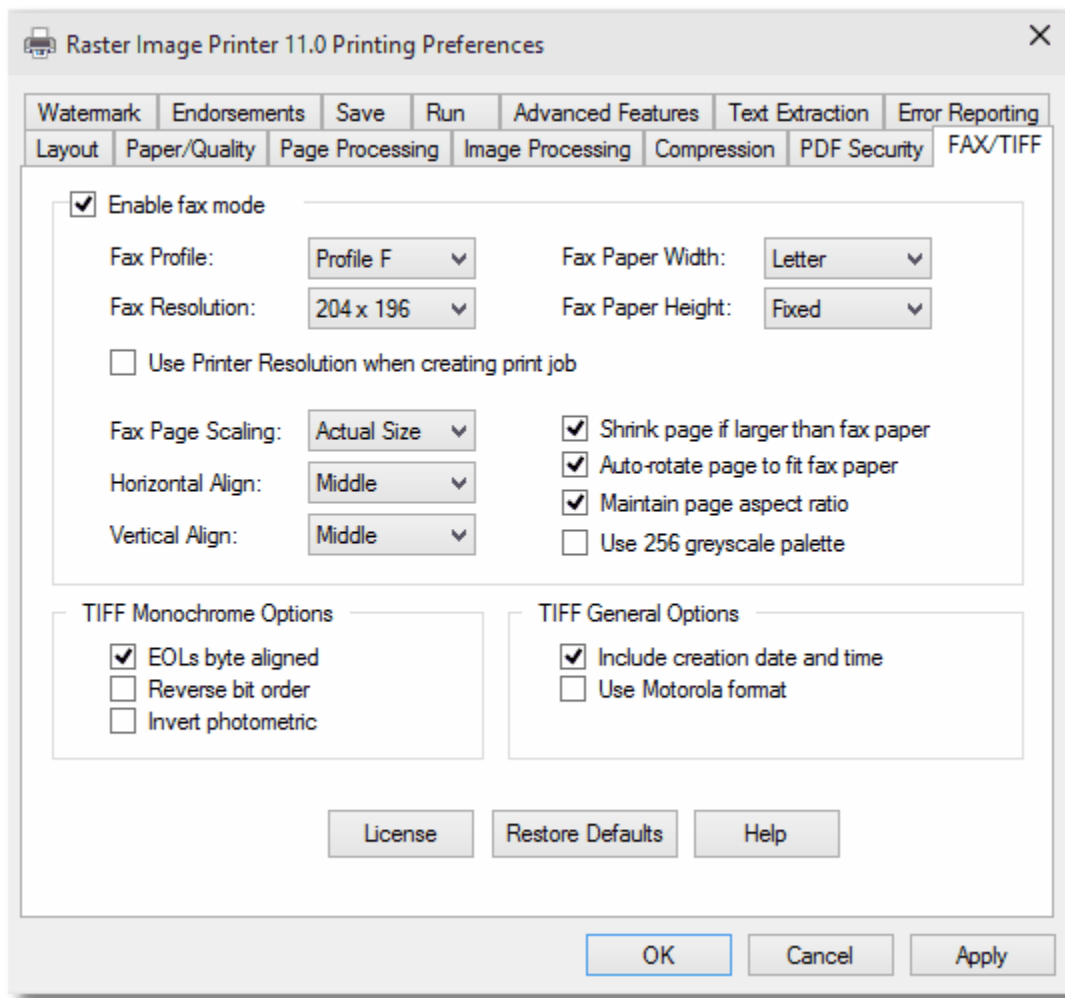 Raster Image Printer 11.0 Printing Preferences
Watermark Endorsements Save Run Advanced Features Text Extraction Error Reporting
Layout Paper/Quality Page Processing Image Processing Compression PDF Security FAX/TIFF
Enable fax mode
Fax Profile: Profile F Fax Paper Width: Letter
Fax Resolution: 204 x 196 Fax Paper Height: Fixed
Use Printer Resolution when creating print job
Fax Page Scaling: Actual Size Shrink page if larger than fax paper
Auto-rotate page to fit fax paper
Horizontal Align: Middle Maintain page aspect ratio
Vertical Align: Middle Use 256 greyscale palette
TIFF Monochrome Options TIFF General Options
EOLs byte aligned Include creation date and time
Reverse bit order Use Motorola format
Invert photometric
License Restore Defaults Help
OK Cancel Apply